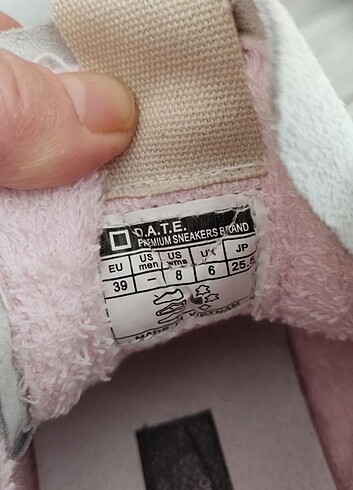 D.A.T.E.
PREMIUM SNEAKERS BRAND
EU US men US wms UK JP
39 - 8 6 25.5
MADE IN VIETNAM